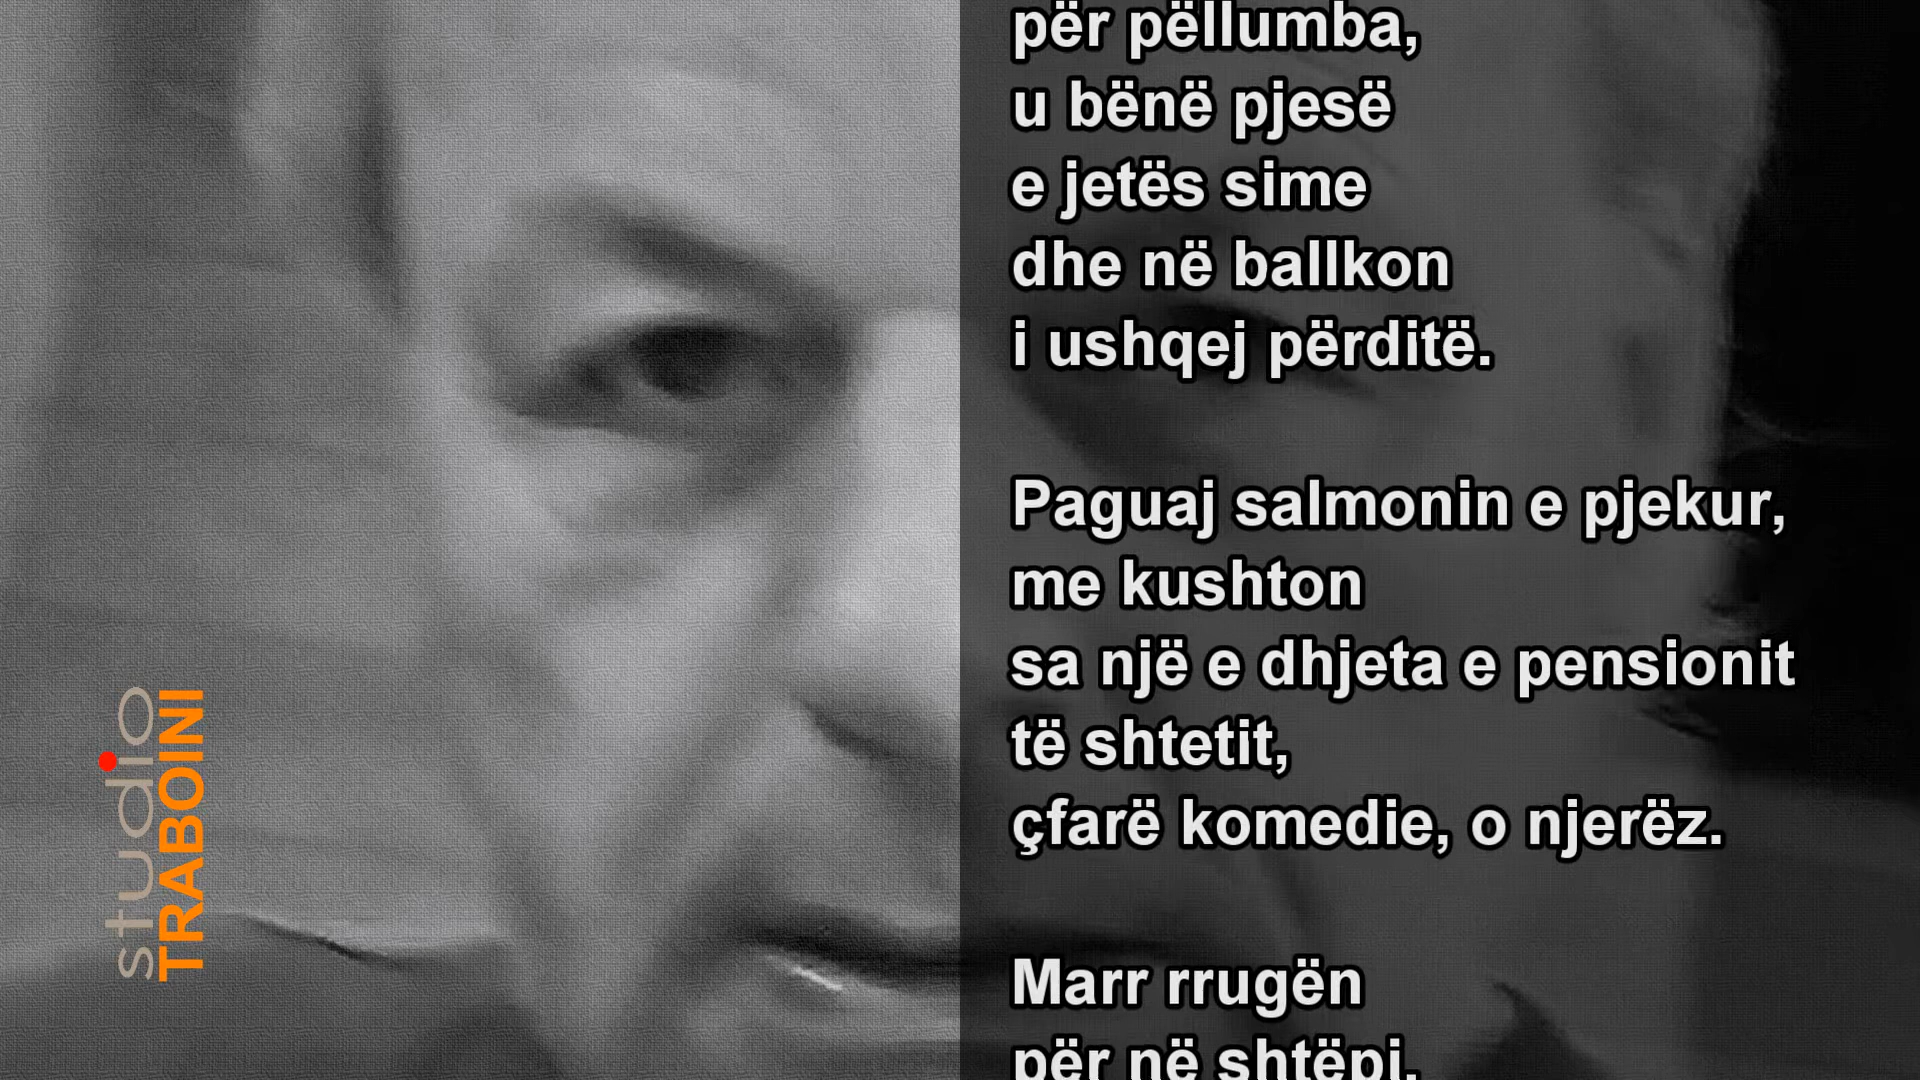 për pëllumba,
u bënë pjesë
e jetës sime
dhe në ballkon
i ushqej përditë.
Paguaj salmonin e pjekur,
me kushton
sa një e dhjeta e pensionit
të shtetit,
çfarë komedie, o njerëz.
Marr rrugën
për në shtëpi,
studio
TRABOINI